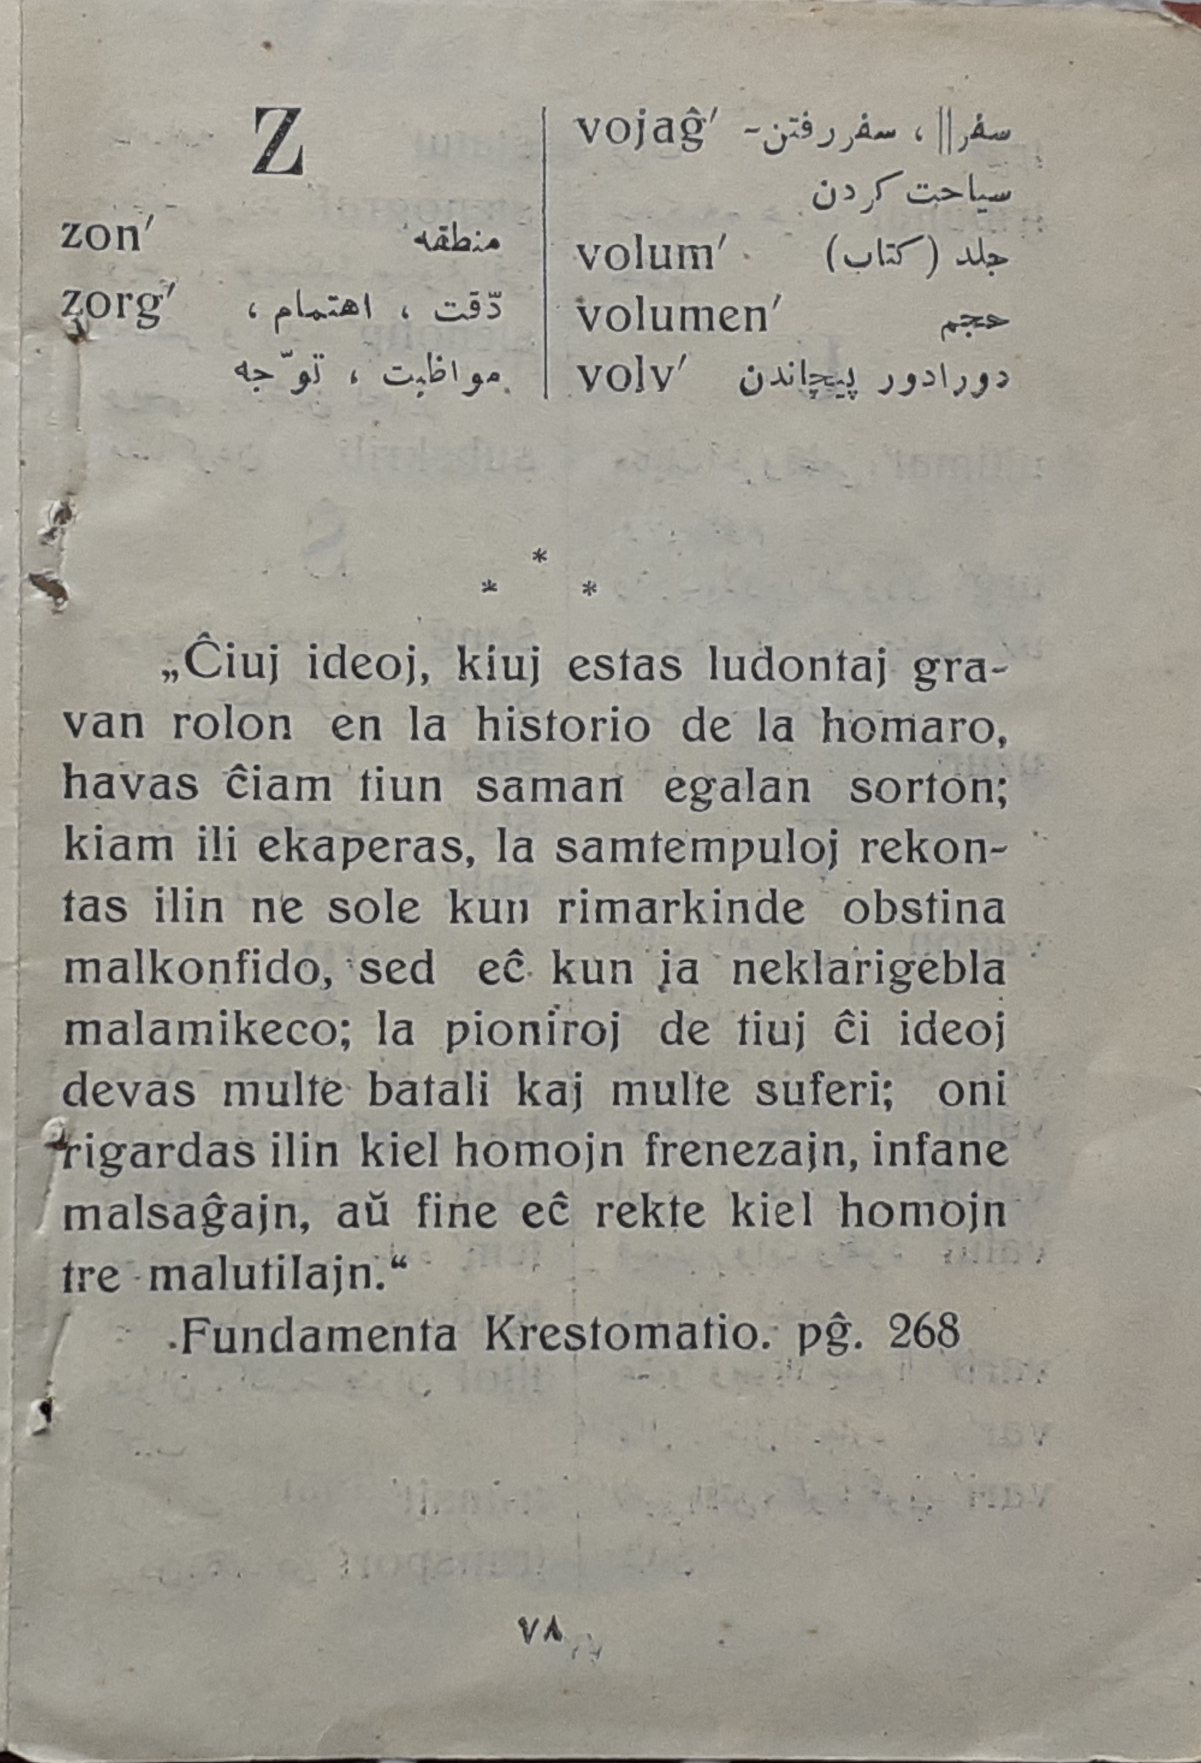 vojaĝ′ سفر|| ، سفر رفتن-
سیاحت کردن
volum′ جلد (کتاب)
volumen′ حجم
volv′ دورادور پیچاندن
Z
zon′ منطقه
zorg′ دّقت ، اهتمام ،
مواظبت ، توّجه
*
* *
„Ĉiuj ideoj, kiuj estas ludontaj gra-
van rolon en la historio de la homaro,
havas ĉiam tiun saman egalan sorton;
kiam ili ekaperas, la samtempuloj rekon-
tas ilin ne sole kun rimarkinde obstina
malkonfido, sed eĉ kun ia neklarigebla
malamikeco; la pioniroj de tiuj ĉi ideoj
devas multe batali kaj multe suferi; oni
rigardas ilin kiel homojn frenezajn, infane
malsaĝajn, aŭ fine eĉ rekte kiel homojn
tre malutilajn.“
Fundamenta Krestomatio. pĝ. 268
٧٨